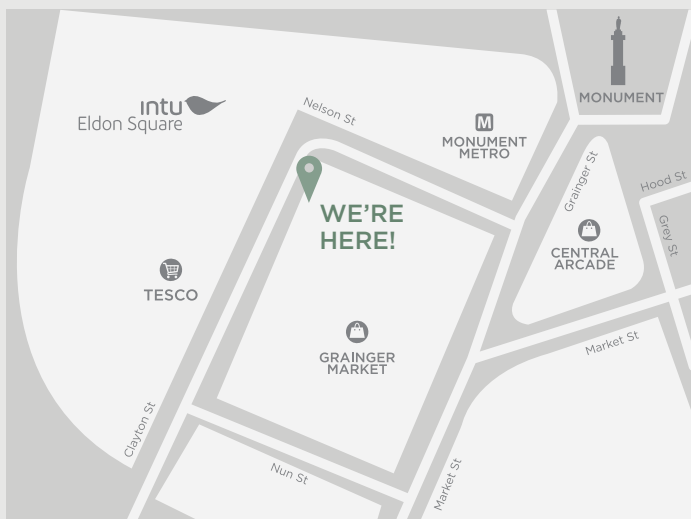 intu
Eldon Square
Nelson St
M
MONUMENT
METRO
MONUMENT
Grainger St
Hood St
Grey St
WE'RE
HERE!
CENTRAL
ARCADE
TESCO
GRAINGER
MARKET
Market St
Clayton St
Nun St
Market St